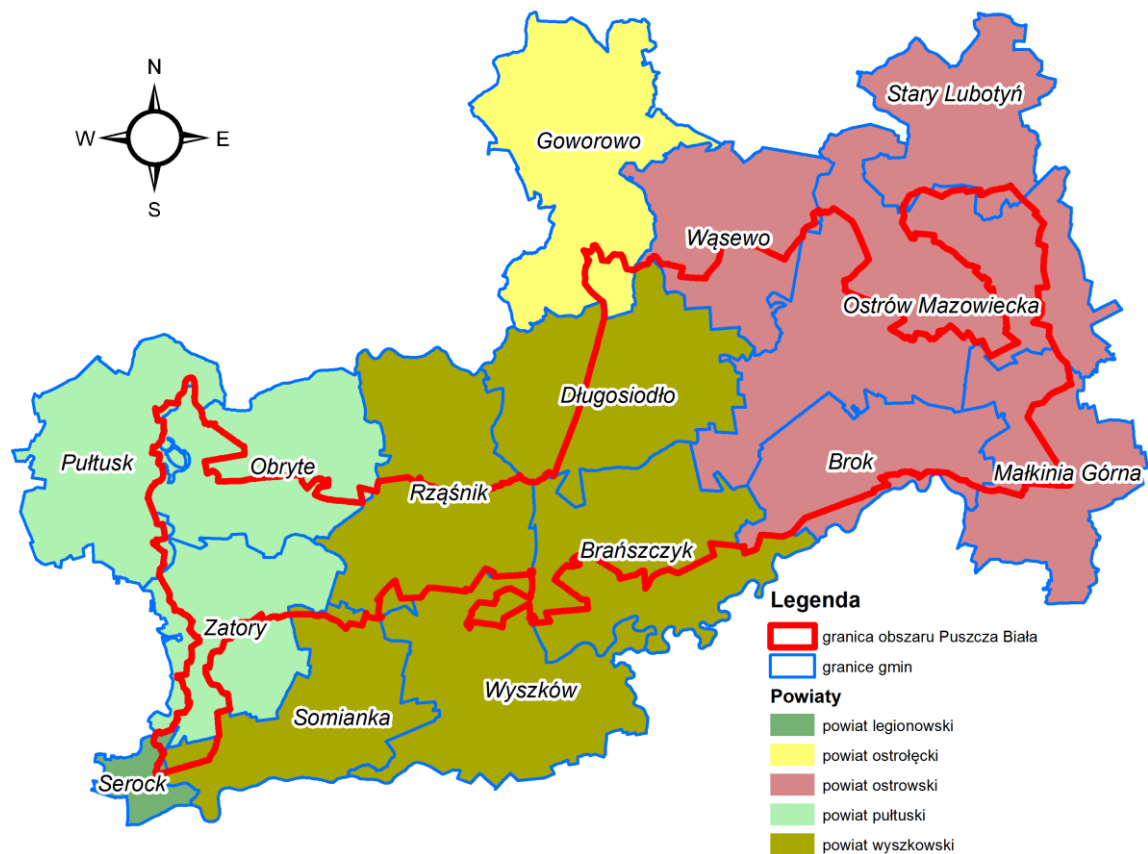 N
W
E
S
Stary Lubotyń
Goworowo
Wąsewo
Ostrów Mazowiecka
Długosiodło
Pułtusk
Obryte
Rząśnik
Brok
Małkinia Górna
Brańszczyk
Zatory
Wyszków
Somianka
Serock
Legenda
granica obszaru Puszcza Biała
granice gmin
Powiaty
powiat legionowski
powiat ostrołęcki
powiat ostrowski
powiat pułtuski
powiat wyszkowski